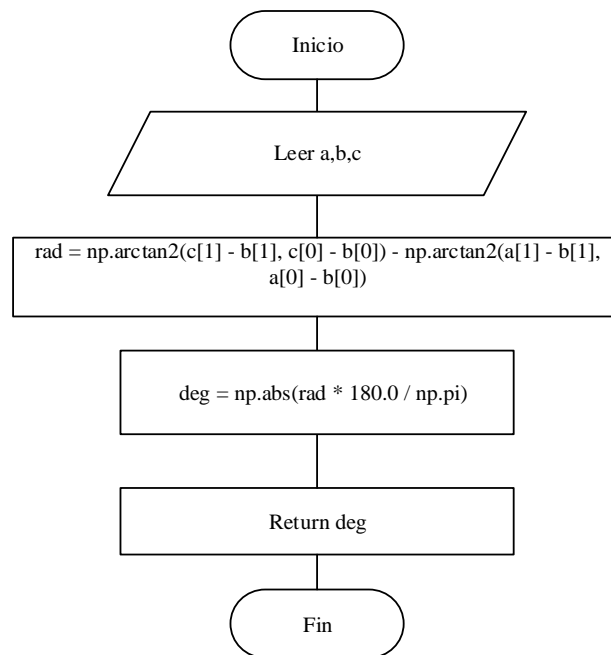 Inicio
Leer a,b,c
rad = np.arctan2(c[1] - b[1], c[0] - b[0]) - np.arctan2(a[1] - b[1],
a[0] - b[0])
deg = np.abs(rad * 180.0 / np.pi)
Return deg
Fin